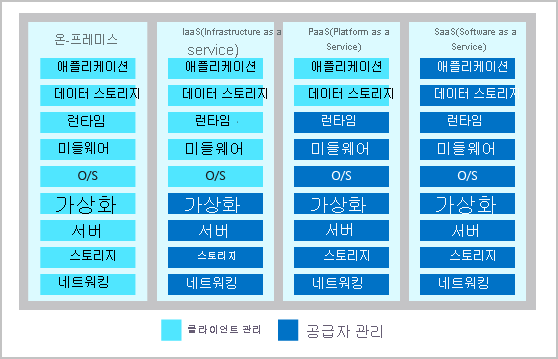 온-프레미스
애플리케이션
데이터 스토리지
런타임
미들웨어
O/S
가상화
서버
스토리지
네트워킹
IaaS(Infrastructure as a
service)
애플리케이션
데이터 스토리지
런타임
미들웨어
O/S
가상화
서버
스토리지
네트워킹
PaaS(Platform as a
Service)
애플리케이션
데이터 스토리지
런타임
미들웨어
O/S
가상화
서버
스토리지
네트워킹
SaaS(Software as a
Service)
애플리케이션
데이터 스토리지
런타임
미들웨어
O/S
가상화
서버
스토리지
네트워킹
클라이언트 관리
공급자 관리